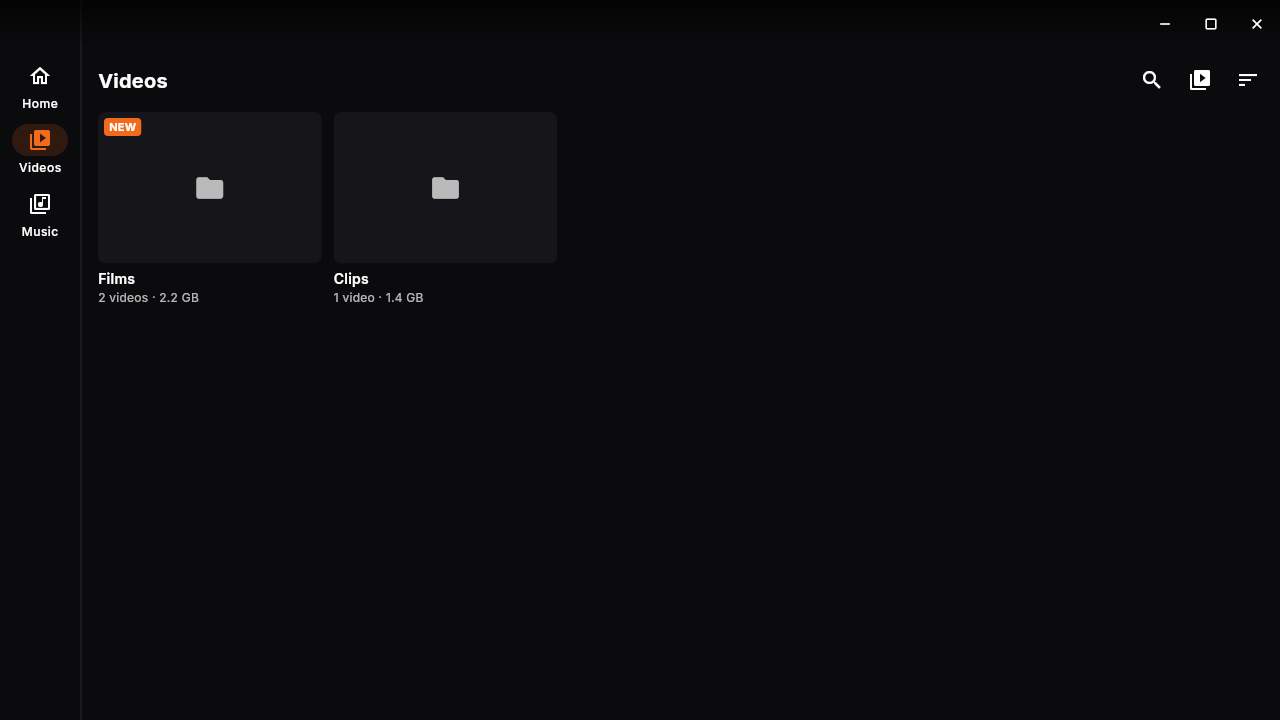 Home
Videos
Music
Videos
NEW
Films
2 videos · 2.2 GB
Clips
1 video · 1.4 GB